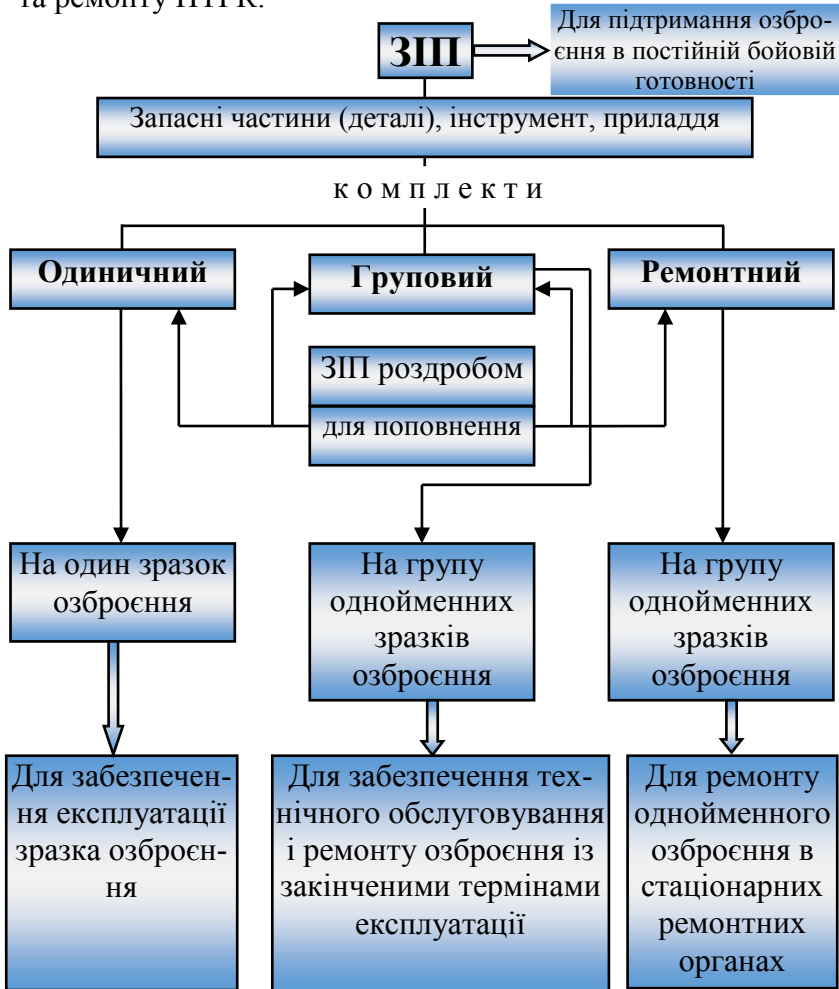 та ремонту ПТРК.
ЗІП
Для підтримання озбро-
єння в постійній бойовій
готовності
Запасні частини (деталі), інструмент, приладдя
к о м п л е к т и
Одиничний
Груповий
Ремонтний
ЗІП роздробом
для поповнення
На один зразок
озброєння
На групу
однойменних
зразків
озброєння
На групу
однойменних
зразків
озброєння
Для забезпечен-
ня експлуатації
зразка озброєн-
ня
Для забезпечення тех-
нічного обслуговування
і ремонту озброєння із
закінченими термінами
експлуатації
Для ремонту
однойменного
озброєння в
стаціонарних
ремонтних
органах